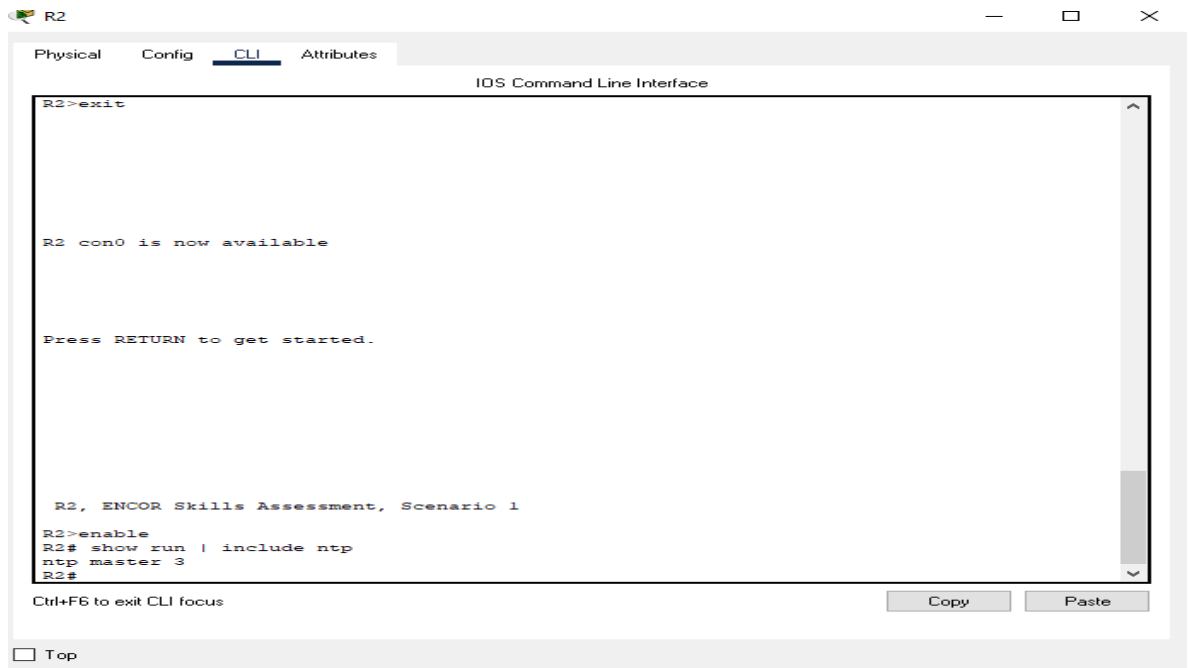 R2
Physical Config CLI Attributes
IOS Command Line Interface
R2>exit
R2 con0 is now available
Press RETURN to get started.
R2, ENCOR Skills Assessment, Scenario 1
R2>enable
R2# show run | include ntp
ntp master 3
R2#
Ctrl+F6 to exit CLI focus
Copy Paste
Top